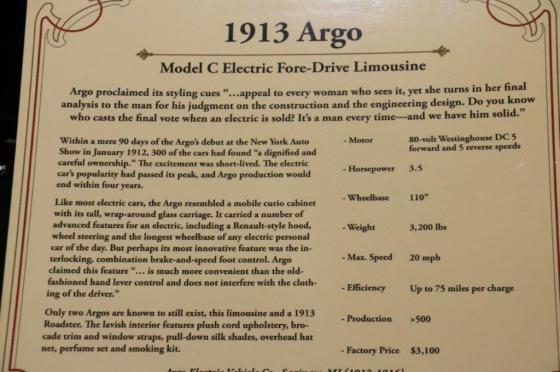 1913 Argo
Model C Electric Fore-Drive Limousine
Argo proclaimed its styling cues “…appeal to every woman who sees it, yet she turns in her final
analysis to the man for his judgment on the construction and the engineering design. Do you know
who casts the final vote when an electric is sold? It’s a man every time—and we have him solid.”
Within a mere 90 days of the Argo’s debut at the New York Auto
Show in January 1912, 300 of the cars had found “a dignified and
careful ownership.” The excitement was short-lived. The electric
car’s popularity had passed its peak, and Argo production would
end within four years.
Like most electric cars, the Argo resembled a mobile curio cabinet
with its tall, wrap-around glass carriage. It carried a number of
advanced features for an electric, including a Renault-style hood,
wheel steering and the longest wheelbase of any electric personal
car of the day. But perhaps its most innovative feature was the in-
terlocking, combination brake-and-speed foot control. Argo
claimed this feature “… is much more convenient than the old-
fashioned hand lever control and does not interfere with the cloth-
ing of the driver.”
Only two Argos are known to still exist, this limousine and a 1913
Roadster. The lavish interior features plush cord upholstery, bro-
cade trim and window straps, pull-down silk shades, overhead hat
net, perfume set and smoking kit.
- Motor 80-volt Westinghouse DC 5
forward and 5 reverse speeds
- Horsepower 3.5
- Wheelbase 110"
- Weight 3,200 lbs
- Max. Speed 20 mph
- Efficiency Up to 75 miles per charge
- Production >500
- Factory Price $3,100
Argo Electric Vehicle Co., Saginaw, MI (1912-1916)